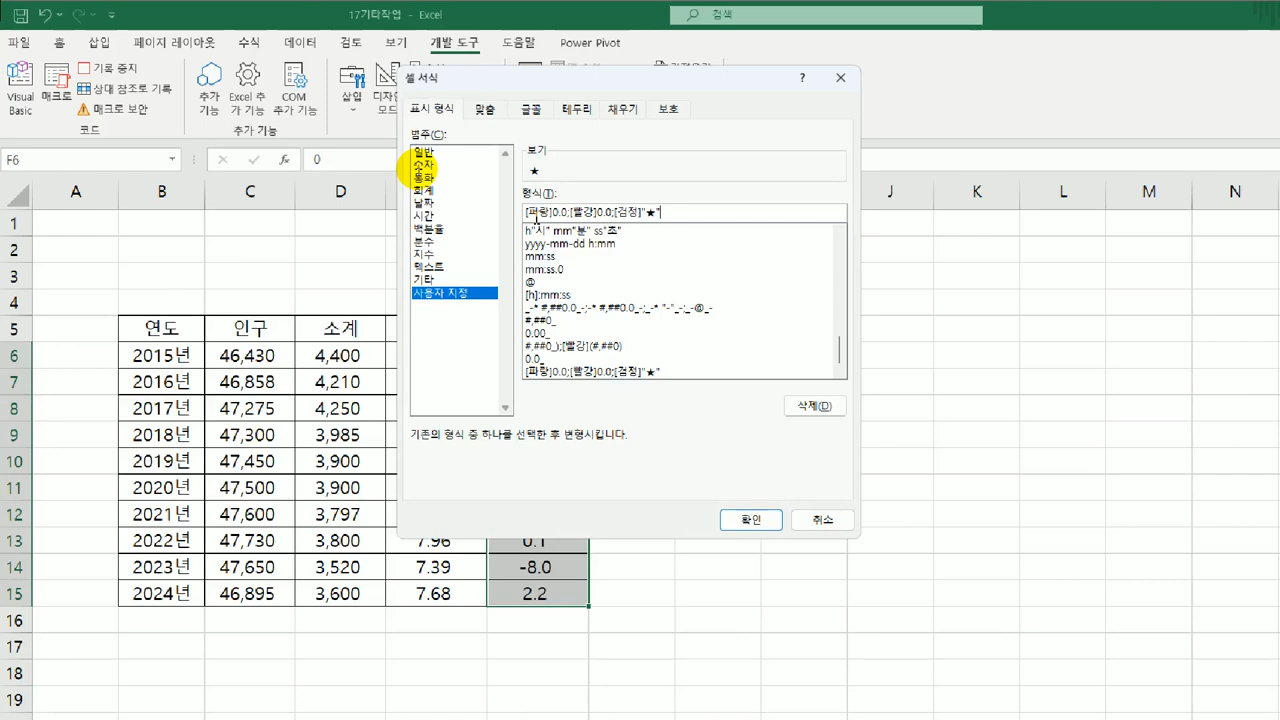 17기타작업 - Excel
검색
파일 홈 삽입 페이지 레이아웃 수식 데이터 검토 보기 개발 도구 도움말 Power Pivot
Visual Basic
매크로
기록 중지
상대 참조로 기록
매크로 보안
코드
추가 기능
Excel 추가 기능
COM 추가 기능
추가 기능
삽입
디자인 모드
셀 서식
? ×
표시 형식 맞춤 글꼴 테두리 채우기 보호
범주(C):
일반
숫자
통화
회계
날짜
시간
백분율
분수
지수
텍스트
기타
사용자 지정
보기
★
형식(T):
[파랑]0.0;[빨강]0.0;[검정]"★"
h"시" mm"분" ss"초"
yyyy-mm-dd h:mm
mm:ss
mm:ss.0
@
[h]:mm:ss
_-* #,##0.0_-;-* #,##0.0_-;_-* "-"_-;_-@_-
#,##0_
0.00_
#,##0_);[빨강](#,##0)
0.0_
[파랑]0.0;[빨강]0.0;[검정]"★"
삭제(D)
기존의 형식 중 하나를 선택한 후 변형시킵니다.
확인 취소
F6 fx 0
A B C D J K L M N
1
2
3
4
5 연도 인구 소계
6 2015년 46,430 4,400
7 2016년 46,858 4,210
8 2017년 47,275 4,250
9 2018년 47,300 3,985
10 2019년 47,450 3,900
11 2020년 47,500 3,900
12 2021년 47,600 3,797
13 2022년 47,730 3,800 7.96 0.1
14 2023년 47,650 3,520 7.39 -8.0
15 2024년 46,895 3,600 7.68 2.2
16
17
18
19